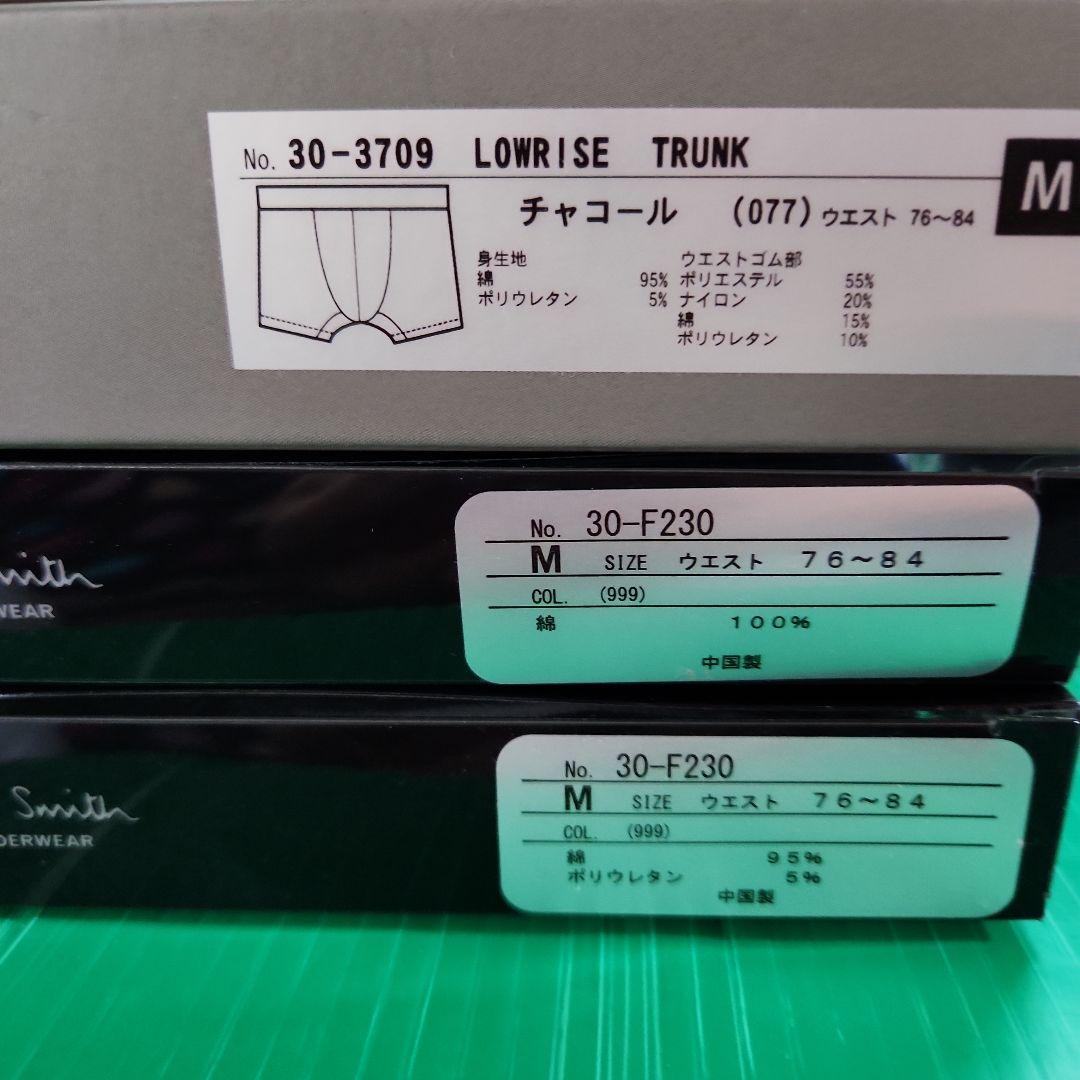 No. 30-3709 LOWRISE TRUNK
M
チャコール (077) ウエスト 76〜84
身生地 ウエストゴム部
綿 95% ポリエステル 55%
ポリウレタン 5% ナイロン 20%
綿 15%
ポリウレタン 10%
No. 30-F230
M SIZE ウエスト 76〜84
COL. (999)
綿 100%
中国製
No. 30-F230
M SIZE ウエスト 76〜84
COL. (999)
綿 95%
ポリウレタン 5%
中国製
Smith